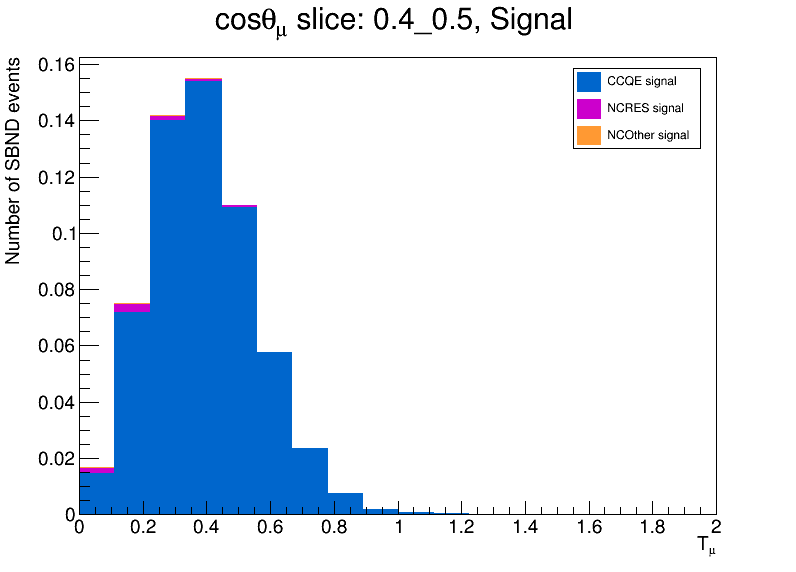 cosθμ slice: 0.4_0.5, Signal
Number of SBND events
0.16
0.14
0.12
0.1
0.08
0.06
0.04
0.02
0
CCQE signal
NCRES signal
NCOther signal
0 0.2 0.4 0.6 0.8 1 1.2 1.4 1.6 1.8 2
Tμ